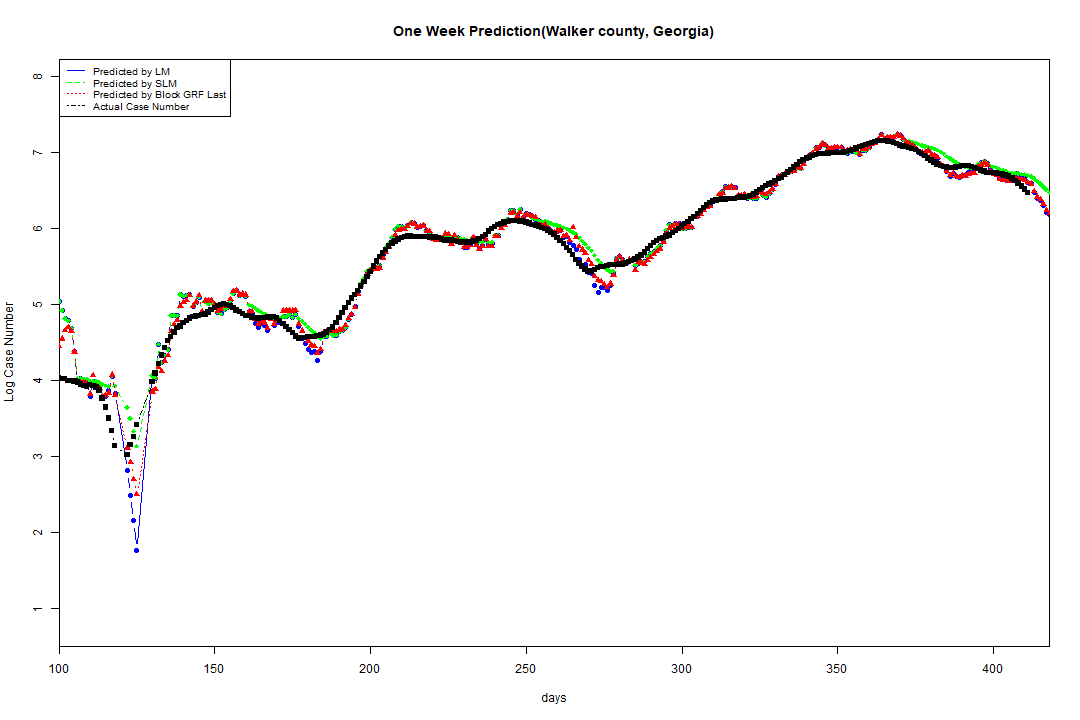 One Week Prediction(Walker county, Georgia)
Predicted by LM
Predicted by SLM
Predicted by Block GRF Last
Actual Case Number
8
7
6
5
4
3
2
1
Log Case Number
100 150 200 250 300 350 400
days